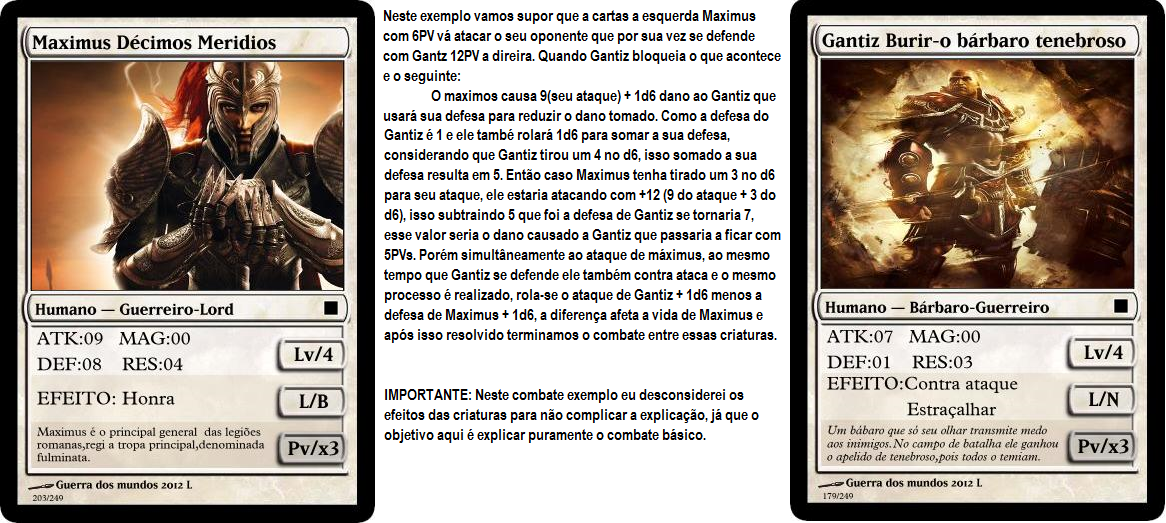 Maximus Décimos Meridios
Humano — Guerreiro-Lord
ATK:09 MAG:00
DEF:08 RES:04
Lv/4
EFEITO: Honra
L/B
Maximus é o principal general das legiões
romanas,regi a tropa principal,denominada
fulminata.
Pv/x3
Guerra dos mundos 2012 L
203/249
Neste exemplo vamos supor que a cartas a esquerda Maximus
com 6PV vá atacar o seu oponente que por sua vez se defende
com Gantz 12PV a direira. Quando Gantiz bloqueia o que acontece
e o seguinte:
O maximos causa 9(seu ataque) + 1d6 dano ao Gantiz que
usará sua defesa para reduzir o dano tomado. Como a defesa do
Gantiz é 1 e ele també rolará 1d6 para somar a sua defesa,
considerando que Gantiz tirou um 4 no d6, isso somado a sua
defesa resulta em 5. Então caso Maximus tenha tirado um 3 no d6
para seu ataque, ele estaria atacando com +12 (9 do ataque + 3 do
d6), isso subtraindo 5 que foi a defesa de Gantiz se tornaria 7,
esse valor seria o dano causado a Gantiz que passaria a ficar com
5PVs. Porém simultâneamente ao ataque de máximus, ao mesmo
tempo que Gantiz se defende ele também contra ataca e o mesmo
processo é realizado, rola-se o ataque de Gantiz + 1d6 menos a
defesa de Maximus + 1d6, a diferença afeta a vida de Maximus e
após isso resolvido terminamos o combate entre essas criaturas.
IMPORTANTE: Neste combate exemplo eu desconsiderei os
efeitos das criaturas para não complicar a explicação, já que o
objetivo aqui é explicar puramente o combate básico.
Gantiz Burir-o bárbaro tenebroso
Humano — Bárbaro-Guerreiro
ATK:07 MAG:00
DEF:01 RES:03
Lv/4
EFEITO:Contra ataque
Estraçalhar
L/N
Um bábaro que só seu olhar transmite medo
aos inimigos.No campo de batalha ele ganhou
o apelido de tenebroso,pois todos o temiam.
Pv/x3
Guerra dos mundos 2012 L
179/249